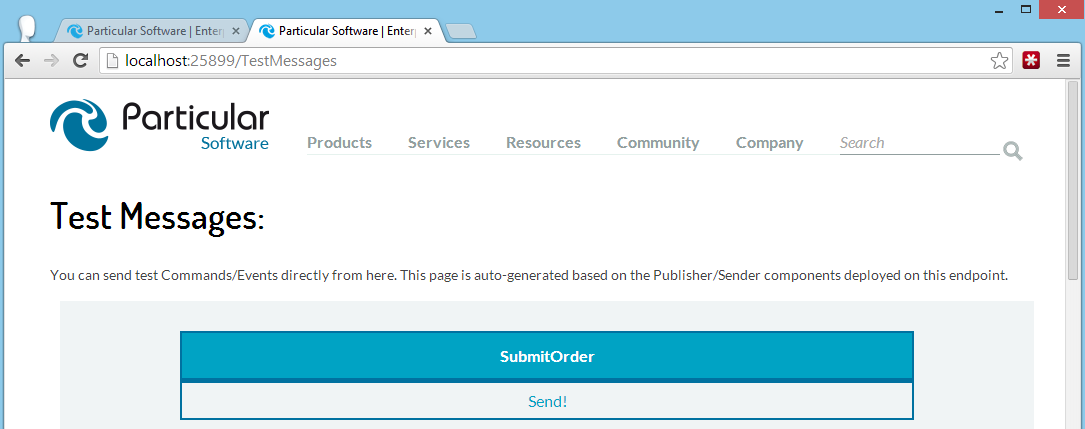 Particular Software | Enter
Particular Software | Enter
localhost:25899/TestMessages
Particular
Software
Products Services Resources Community Company Search
Test Messages:
You can send test Commands/Events directly from here. This page is auto-generated based on the Publisher/Sender components deployed on this endpoint.
SubmitOrder
Send!